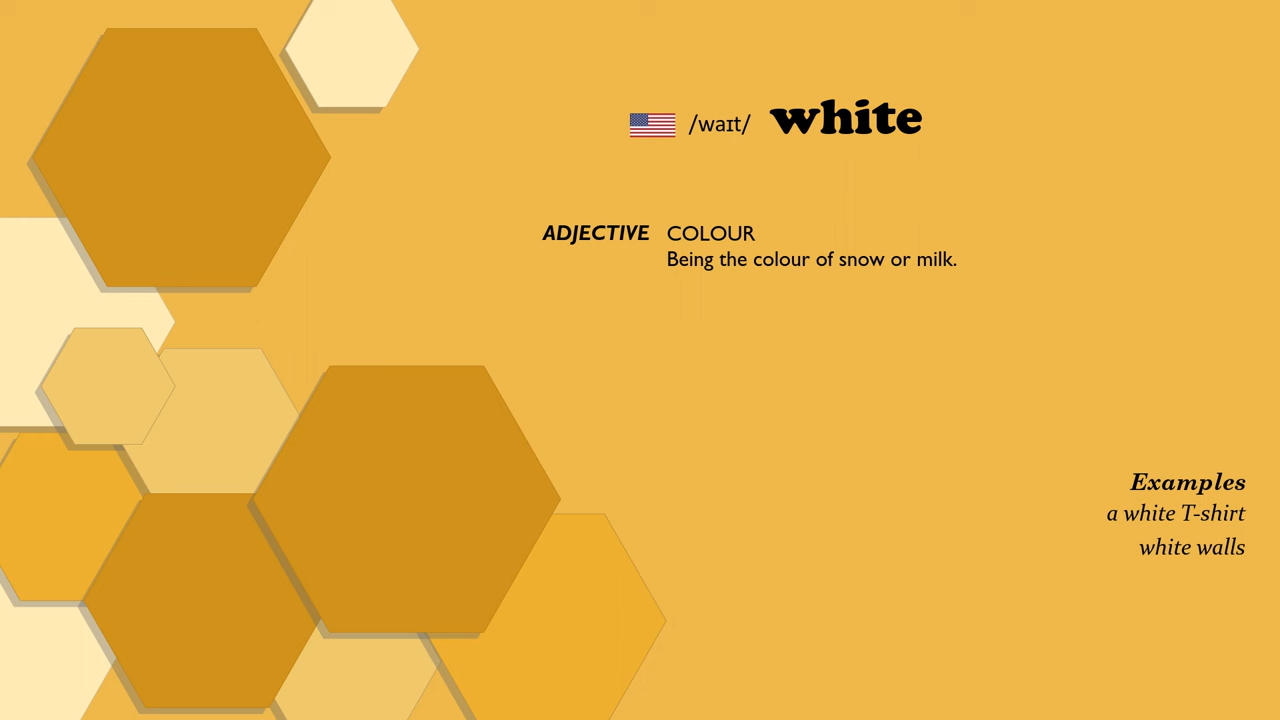 /waɪt/ white
ADJECTIVE COLOUR
Being the colour of snow or milk.
Examples
a white T-shirt
white walls